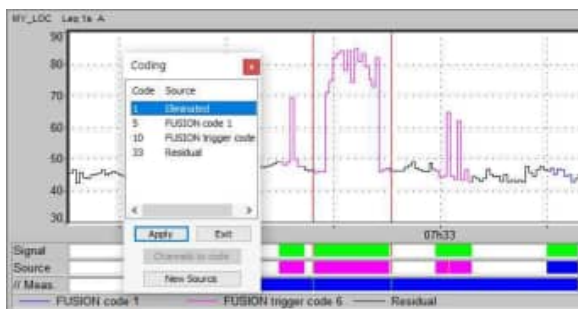 MY_LOC Leq 1s A
90
80
70
60
50
40
30
Coding
Code Source
1 Eliminated
5 FUSION code 1
10 FUSION trigger code
33 Residual
Apply Exit
Channels to code
New Source
07h33
Signal
Source
// Meas.
FUSION code 1 FUSION trigger code 6 Residual